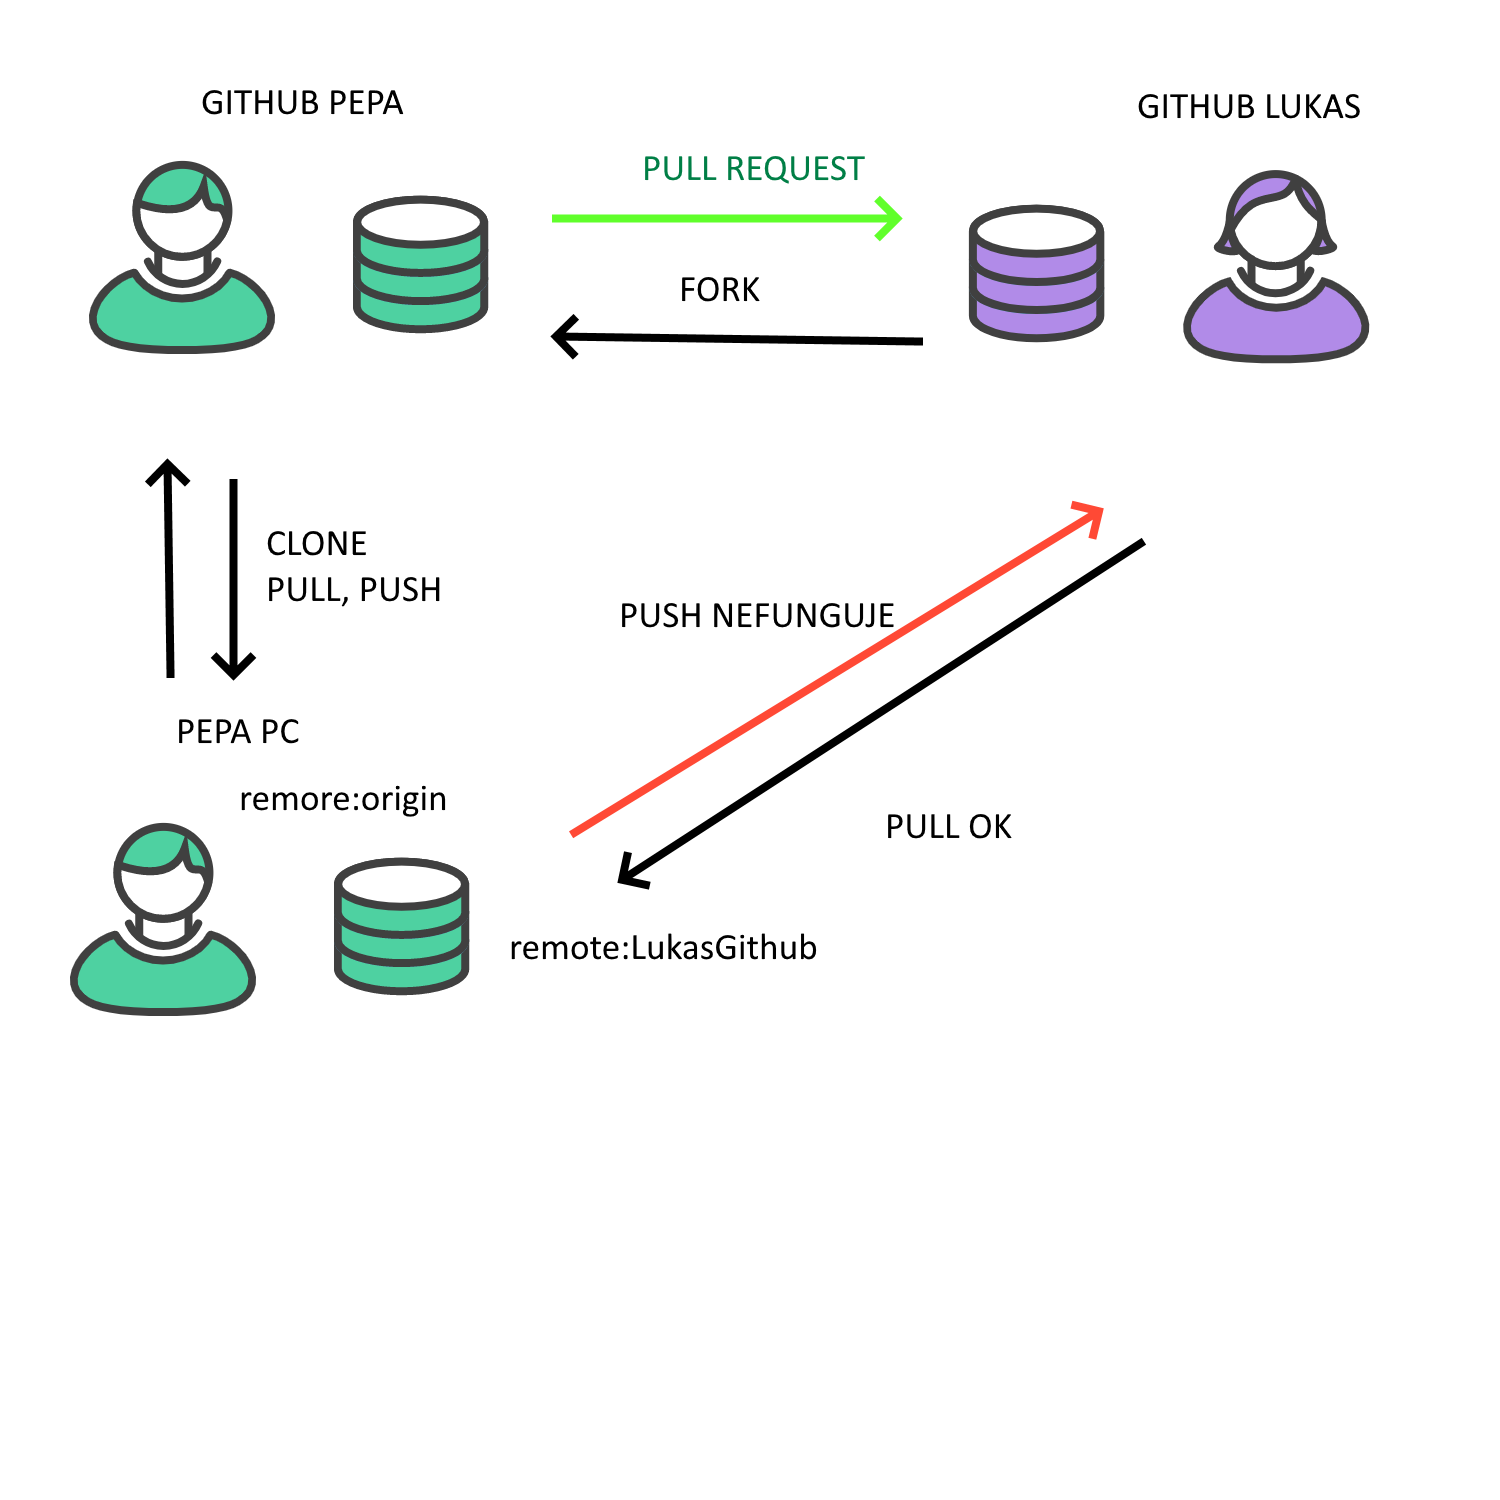 GITHUB PEPA
GITHUB LUKAS
PULL REQUEST
FORK
CLONE
PULL, PUSH
PUSH NEFUNGUJE
PEPA PC
remore:origin
PULL OK
remote:LukasGithub